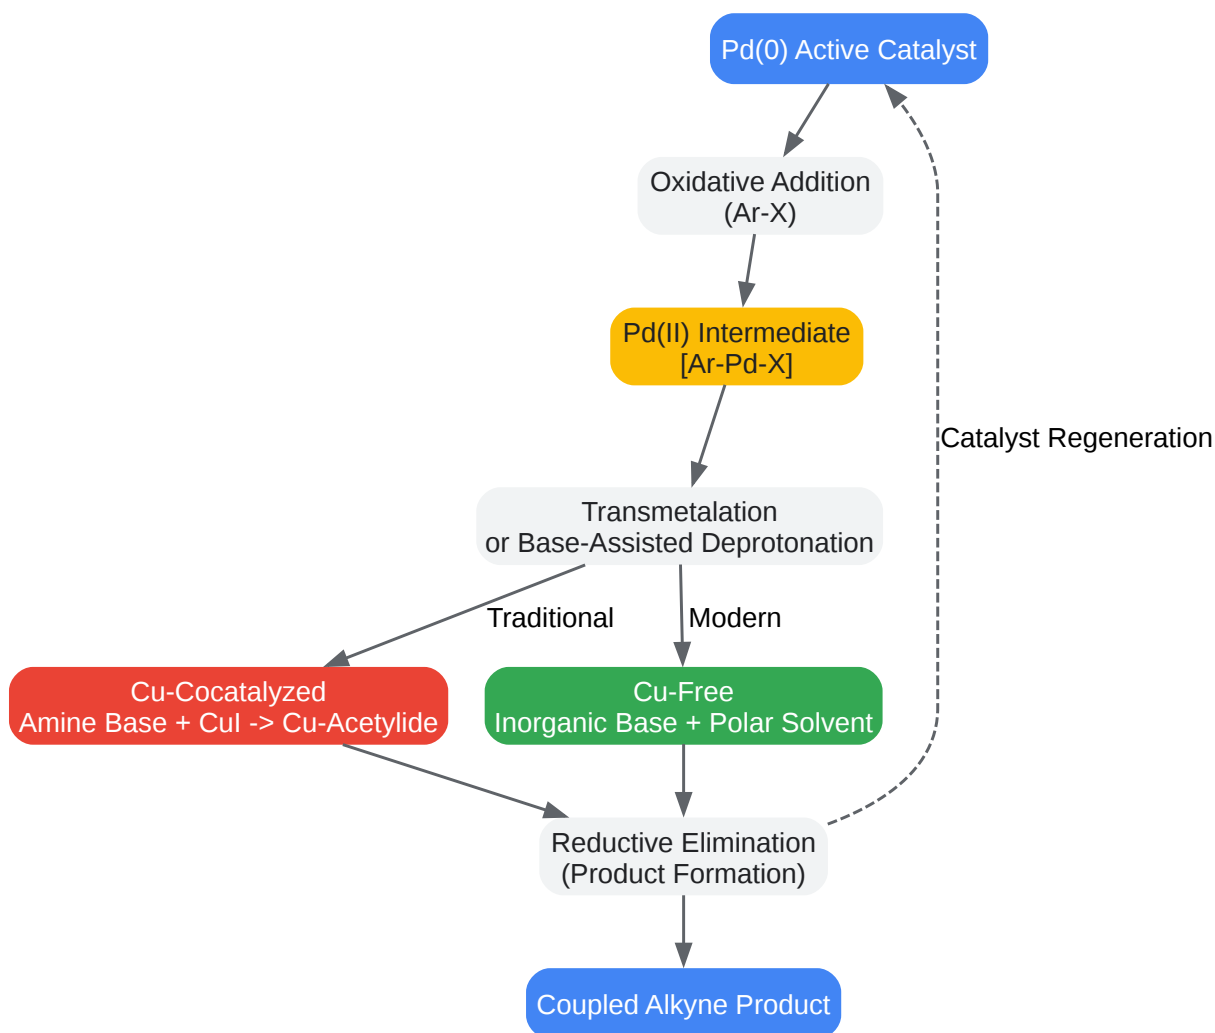 Pd(0) Active Catalyst
Oxidative Addition
(Ar-X)
Pd(II) Intermediate
[Ar-Pd-X]
Catalyst Regeneration
Transmetalation
or Base-Assisted Deprotonation
Traditional
Modern
Cu-Cocatalyzed
Amine Base + CuI -> Cu-Acetylide
Cu-Free
Inorganic Base + Polar Solvent
Reductive Elimination
(Product Formation)
Coupled Alkyne Product